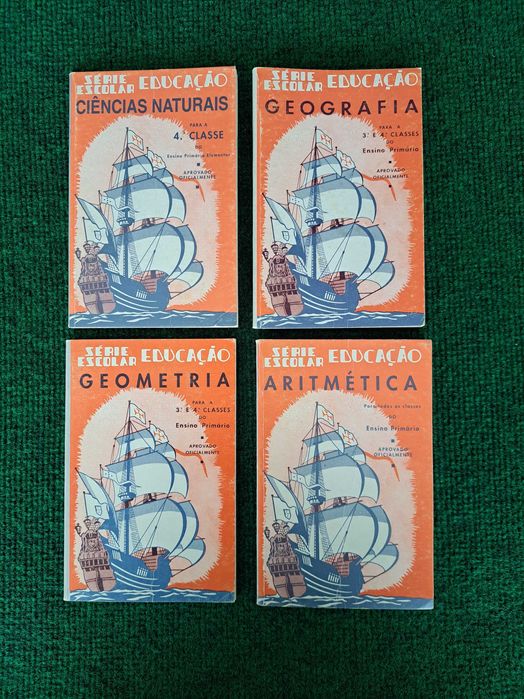 SÉRIE ESCOLAR EDUCAÇÃO
CIÊNCIAS NATURAIS
PARA A
4.ª CLASSE
DO
Ensino Primário Elementar
APROVADO
OFICIALMENTE
SÉRIE ESCOLAR EDUCAÇÃO
GEOGRAFIA
PARA A
3.ª E 4.ª CLASSES
DO
Ensino Primário
APROVADO
OFICIALMENTE
SÉRIE ESCOLAR EDUCAÇÃO
GEOMETRIA
PARA A
3.ª E 4.ª CLASSES
DO
Ensino Primário
APROVADO
OFICIALMENTE
SÉRIE ESCOLAR EDUCAÇÃO
ARITMÉTICA
Para todas as classes
DO
Ensino Primário
APROVADO
OFICIALMENTE